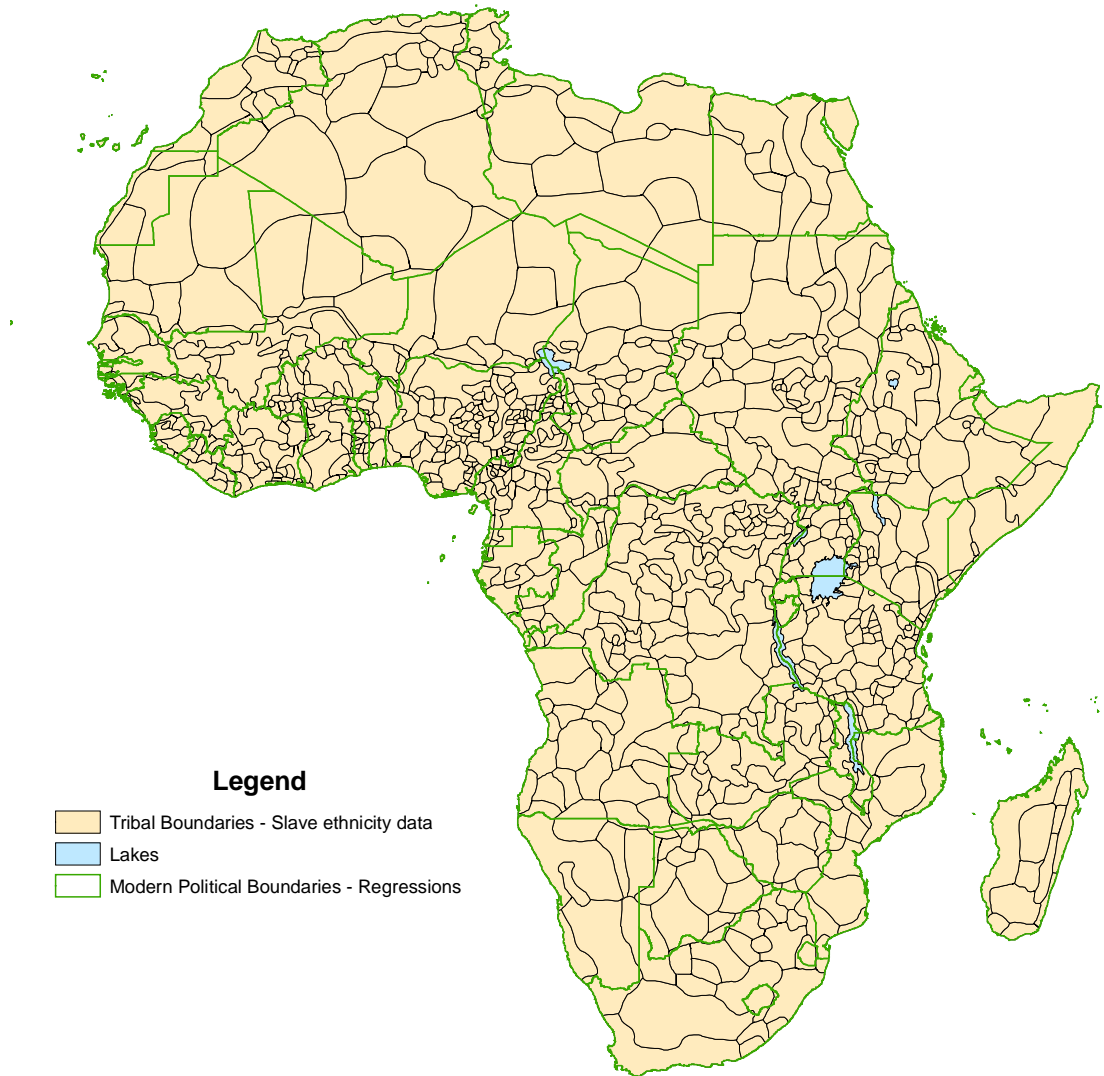 Legend
Tribal Boundaries - Slave ethnicity data
Lakes
Modern Political Boundaries - Regressions